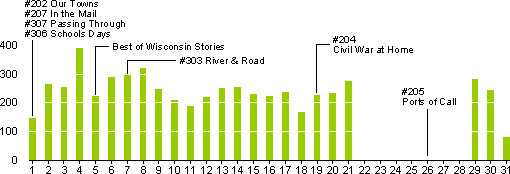 #202 Our Towns
#207 In the Mail
#307 Passing Through
#306 Schools Days
Best of Wisconsin Stories
#303 River & Road
#204
Civil War at Home
#205
Ports of Call
400
300
200
100
0
1 2 3 4 5 6 7 8 9 10 11 12 13 14 15 16 17 18 19 20 21 22 23 24 25 26 27 28 29 30 31